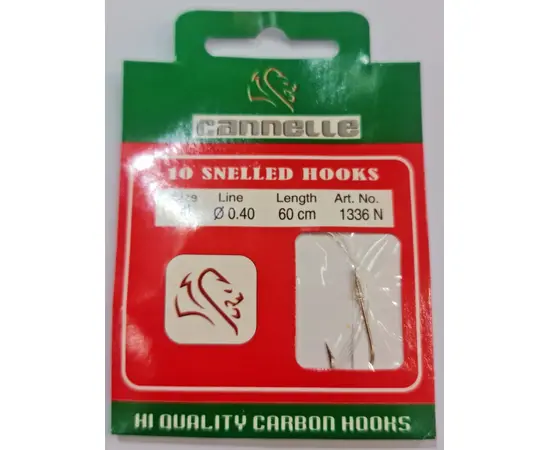 cannelle
10 SNELLED HOOKS
Line Length Art. No.
Ø 0.40 60 cm 1336 N
HI QUALITY CARBON HOOKS